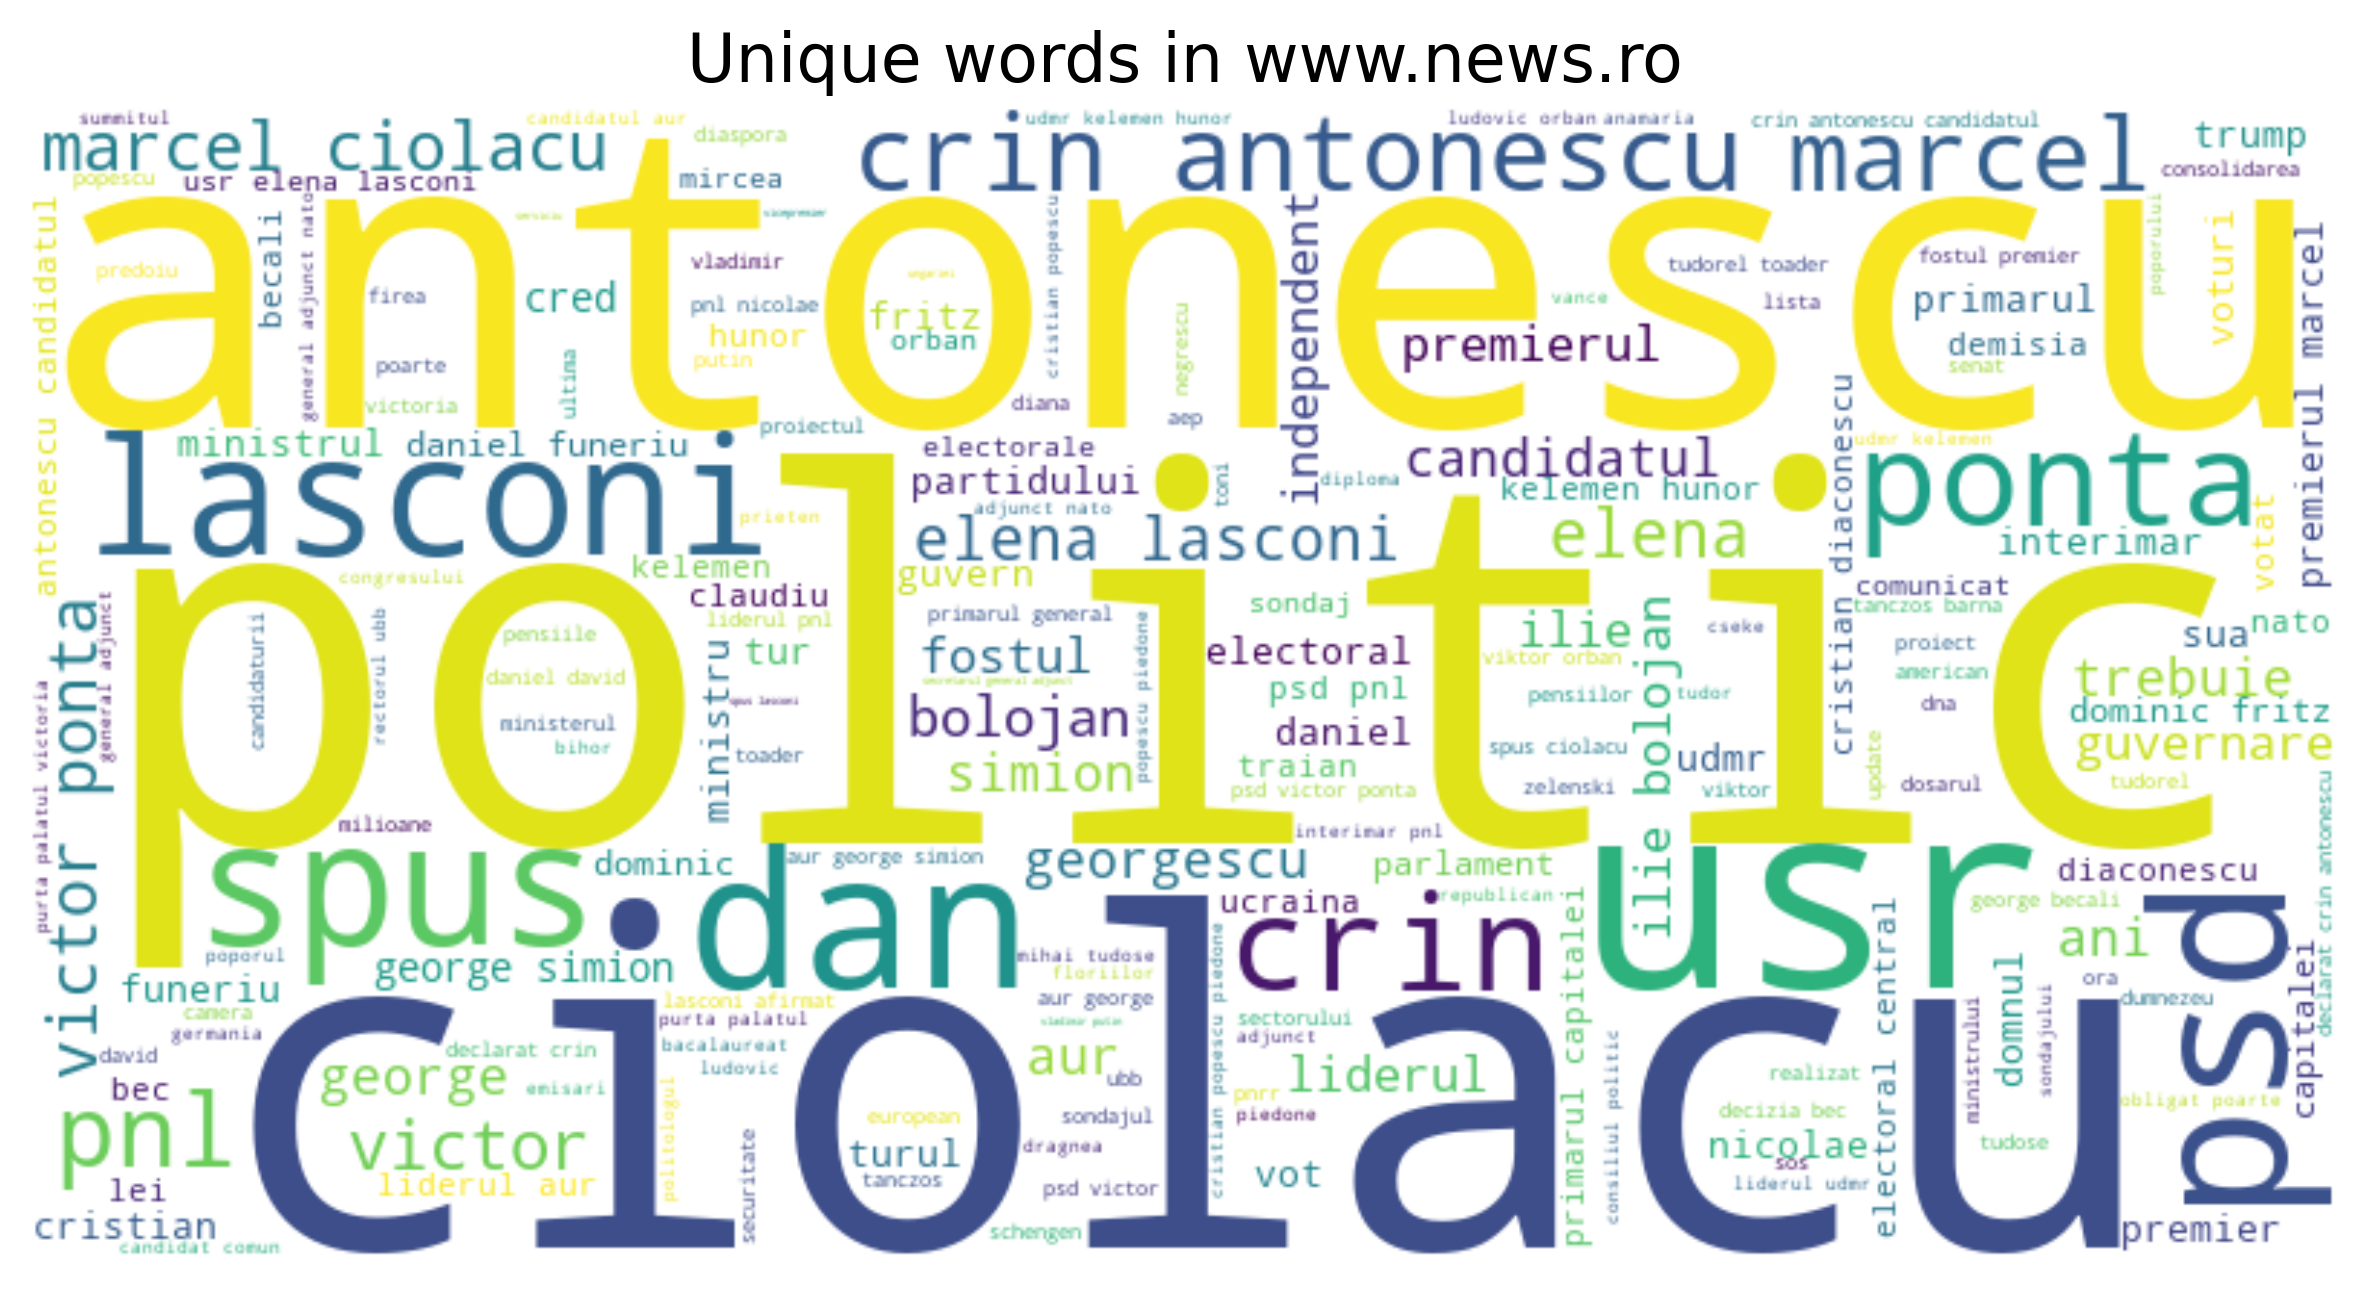 Unique words in www.news.ro
summitul
candidatul aur
udmr kelemen hunor
ludovic orban
anamaria
crin antonescu candidatul
marcel ciolacu
diaspora
crin antonescu
marcel
trump
popescu
usr elena lasconi
mircea
consolidarea
antonescu
antonescu candidatul
becali
general adjunct nato
serviciu
vicepremier
cristian popescu
independent
poporului
voturi
premierul marcel
predoiu
vladimir
tudorel toader
fostul premier
firea
cred
pnl nicolae
fritz
vance
lista
primarul
hunor
orban
premierul
demisia
poarte
ultima
putin
negrescu
senat
victoria
diana
aep
proiectul
cristian diaconescu
ministrul
daniel funeriu
electorale
candidatul
udmr kelemen
lasconi
partidului
toni
diploma
kelemen hunor
ponta
prieten
adjunct nato
votat
elena lasconi
elena
interimar
politic
congresului
kelemen
guvern
claudiu
comunicat
victor ponta
general adjunct
candidaturii
rectorul ubb
pensiile
liderul pnl
primarul general
sondaj
tanczos barna
ilie
cseke
nato
sua
proiect
ministru
tur
fostul
popescu piedone
electoral
viktor orban
ilie bolojan
daniel david
secretarul general adjunct
psd pnl
pensiilor
tudor
american
trebuie
purta palatul victoria
spus lasconi
bolojan
dna
dominic fritz
ministerul
daniel
bihor
toader
spus ciolacu
udmr
guvernare
simion
traian
update
zelenski
viktor
dosarul
tudorel
psd victor ponta
milioane
interimar pnl
declarat crin antonescu
spus
dominic
aur george simion
georgescu
parlament
usr
diaconescu
dan
ucraina
republican
george becali
crin
psd
poporul
george simion
mihai tudose
primarul capitalei
electoral central
ani
capitalei
floriilor
domnul
ora
funeriu
ciolacu
lasconi afirmat
aur george
cristian popescu piedone
ministrului
sondajului
dumnezeu
camera
purta palatul
vladimir putin
sectorului
germania
adjunct
david
declarat crin
bacalaureat
aur
consiliul politic
george
ludovic
ubb
liderul
realizat
bec
emisari
politologul
pnrr
obligat poarte
pnl
european
sondajul
piedone
decizia bec
victor
securitate
turul
dragnea
nicolae
tudose
sos
lei
liderul aur
tanczos
psd victor
vot
liderul udmr
cristian
schengen
premier
candidat comun